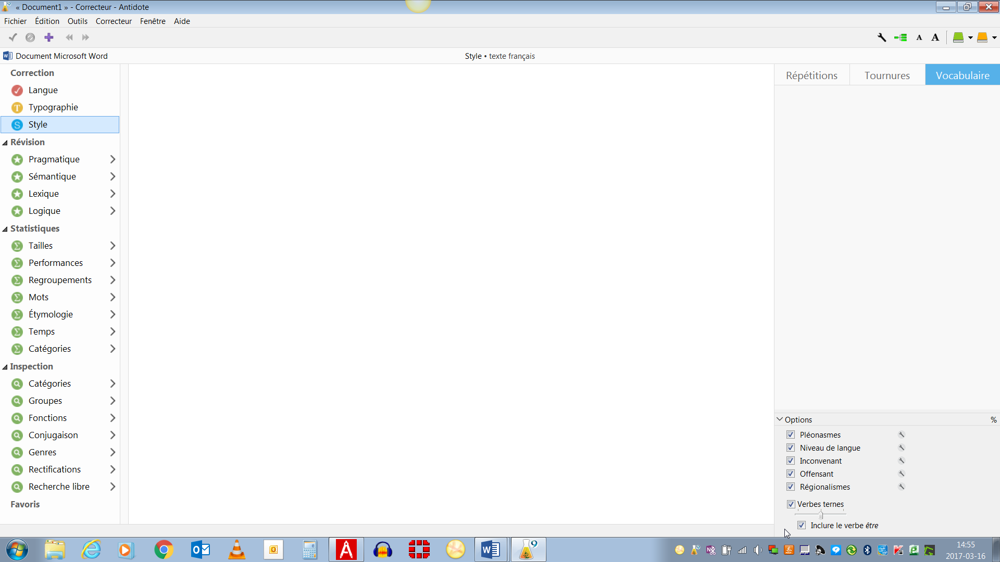 « Document1 » - Correcteur - Antidote
Fichier Édition Outils Correcteur Fenêtre Aide
A A
Document Microsoft Word
Style • texte français
Correction
Langue
Typographie
Style
Révision
Pragmatique
Sémantique
Lexique
Logique
Statistiques
Tailles
Performances
Regroupements
Mots
Étymologie
Temps
Catégories
Inspection
Catégories
Groupes
Fonctions
Conjugaison
Genres
Rectifications
Recherche libre
Favoris
Répétitions Tournures Vocabulaire
Options %
Pléonasmes
Niveau de langue
Inconvenant
Offensant
Régionalismes
Verbes ternes
Inclure le verbe être
14:55
2017-03-16